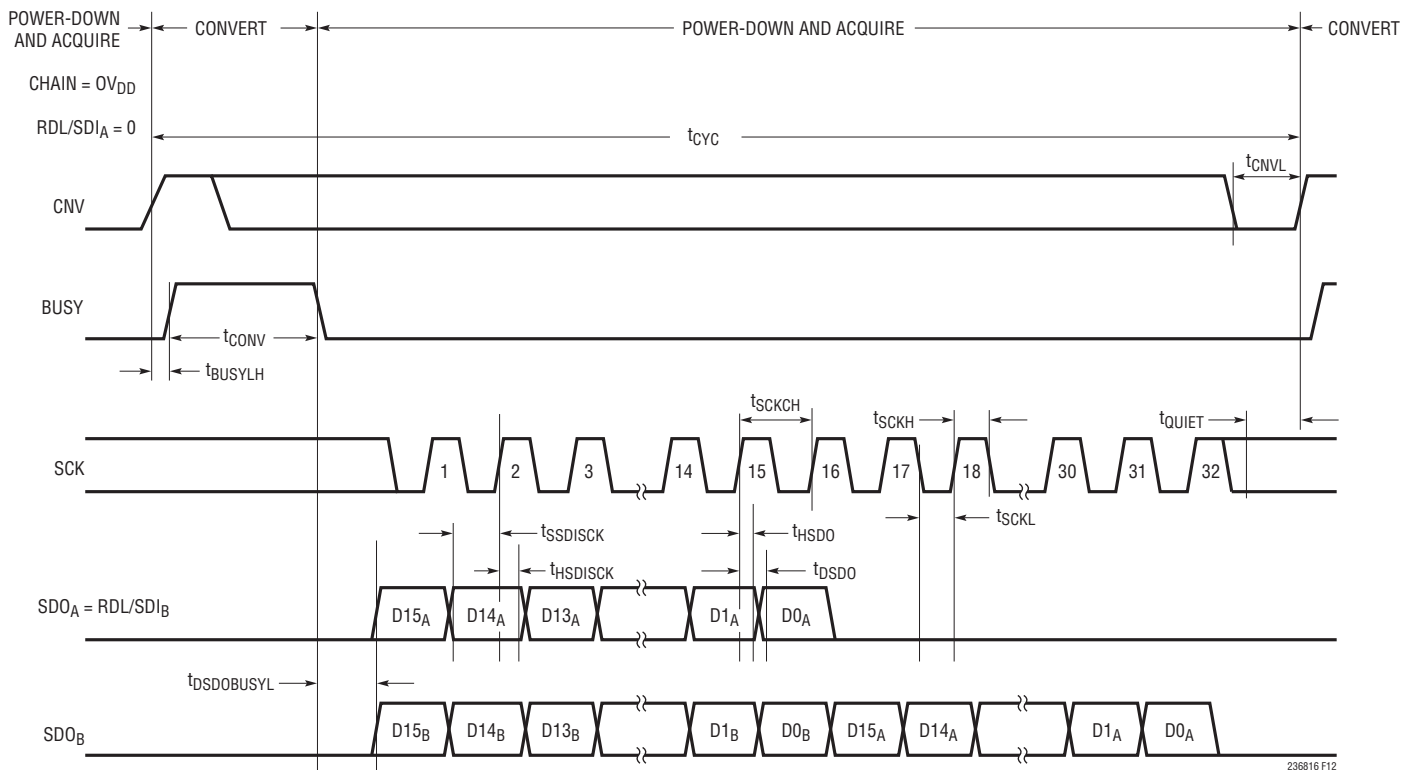 POWER-DOWN
AND ACQUIRE
CONVERT
POWER-DOWN AND ACQUIRE
CONVERT
CHAIN = OVDD
RDL/SDIA = 0
tCYC
tCNVL
CNV
BUSY
tCONV
tBUSYLH
tSCKCH
tSCKH
tQUIET
SCK
1 2 3 14 15 16 17 18 30 31 32
tSSDISCK
tHSDO
tSCKL
tHSDISCK
tDSDO
SDOA = RDL/SDIB
D15A D14A D13A D1A D0A
tDSDOBUSYL
SDOB
D15B D14B D13B D1B D0B D15A D14A D1A D0A
236816 F12